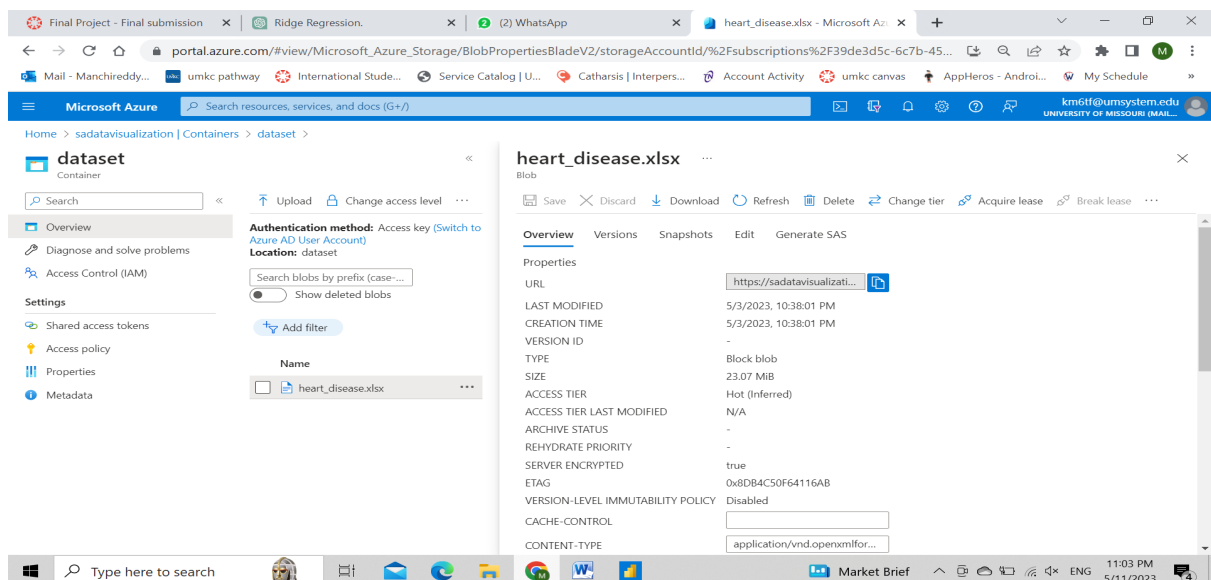 Final Project - Final submission
Ridge Regression.
(2) WhatsApp
heart_disease.xlsx - Microsoft Azu
portal.azure.com/#view/Microsoft_Azure_Storage/BlobPropertiesBladeV2/storageAccountId/%2Fsubscriptions%2F39de3d5c-6c7b-45...
M
Mail - Manchireddy...
umkc pathway
International Stude...
Service Catalog | U...
Catharsis | Interpers...
Account Activity
umkc canvas
AppHeros - Androi...
My Schedule
»
Microsoft Azure
Search resources, services, and docs (G+/)
km6tf@umsystem.edu
UNIVERSITY OF MISSOURI (MAIL...
Home > sadatavisualization | Containers > dataset >
dataset
Container
Search
Overview
Diagnose and solve problems
Access Control (IAM)
Settings
Shared access tokens
Access policy
Properties
Metadata
Upload
Change access level
Authentication method: Access key (Switch to
Azure AD User Account)
Location: dataset
Search blobs by prefix (case-...
Show deleted blobs
Add filter
Name
heart_disease.xlsx
heart_disease.xlsx
Blob
Save Discard Download Refresh Delete Change tier Acquire lease Break lease
Overview Versions Snapshots Edit Generate SAS
Properties
URL https://sadatavisualizati...
LAST MODIFIED 5/3/2023, 10:38:01 PM
CREATION TIME 5/3/2023, 10:38:01 PM
VERSION ID -
TYPE Block blob
SIZE 23.07 MiB
ACCESS TIER Hot (Inferred)
ACCESS TIER LAST MODIFIED N/A
ARCHIVE STATUS -
REHYDRATE PRIORITY -
SERVER ENCRYPTED true
ETAG 0x8DB4C50F64116AB
VERSION-LEVEL IMMUTABILITY POLICY Disabled
CACHE-CONTROL
CONTENT-TYPE application/vnd.openxmlfor...
Type here to search
Market Brief
ENG
11:03 PM
5/11/2023
4